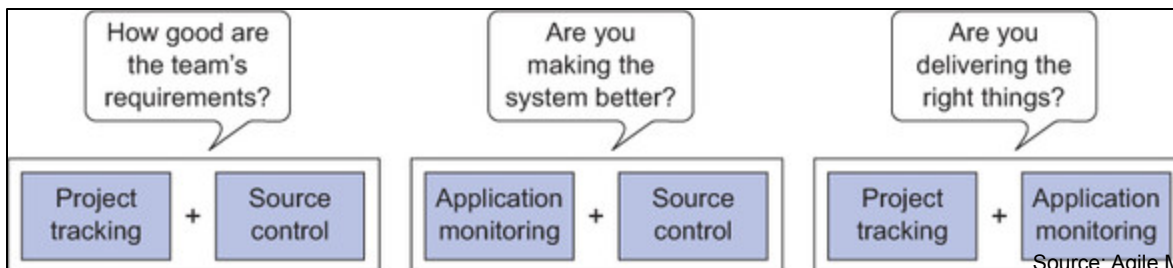 How good are
the team's
requirements?
Are you
making the
system better?
Are you
delivering the
right things?
Project
tracking
+
Source
control
Application
monitoring
+
Source
control
Project
tracking
+
Application
monitoring
Source: Agile M